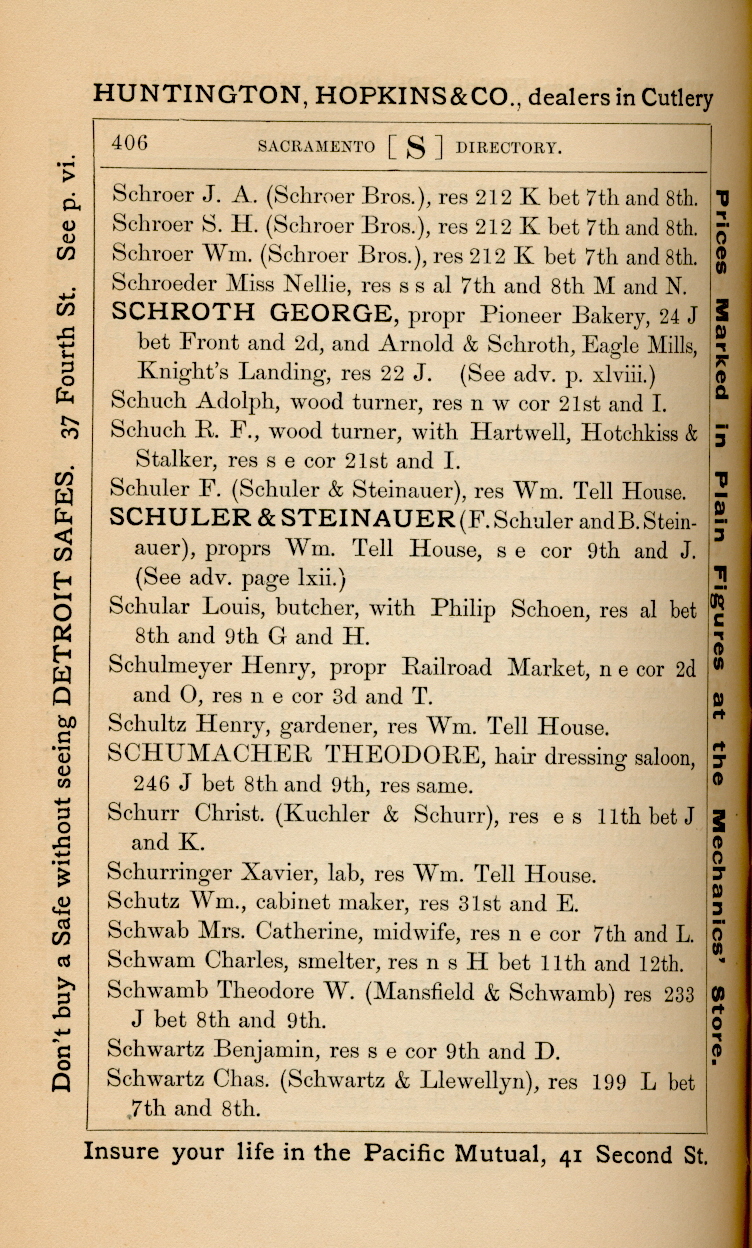 HUNTINGTON, HOPKINS & CO., dealers in Cutlery
406 SACRAMENTO [ S ] DIRECTORY.
Schroer J. A. (Schroer Bros.), res 212 K bet 7th and 8th.
Schroer S. H. (Schroer Bros.), res 212 K bet 7th and 8th.
Schroer Wm. (Schroer Bros.), res 212 K bet 7th and 8th.
Schroeder Miss Nellie, res s s al 7th and 8th M and N.
SCHROTH GEORGE, propr Pioneer Bakery, 24 J
bet Front and 2d, and Arnold & Schroth, Eagle Mills,
Knight's Landing, res 22 J. (See adv. p. xlviii.)
Schuch Adolph, wood turner, res n w cor 21st and I.
Schuch R. F., wood turner, with Hartwell, Hotchkiss &
Stalker, res s e cor 21st and I.
Schuler F. (Schuler & Steinauer), res Wm. Tell House.
SCHULER & STEINAUER (F. Schuler and B. Stein-
auer), proprs Wm. Tell House, s e cor 9th and J.
(See adv. page lxii.)
Schular Louis, butcher, with Philip Schoen, res al bet
8th and 9th G and H.
Schulmeyer Henry, propr Railroad Market, n e cor 2d
and O, res n e cor 3d and T.
Schultz Henry, gardener, res Wm. Tell House.
SCHUMACHER THEODORE, hair dressing saloon,
246 J bet 8th and 9th, res same.
Schurr Christ. (Kuchler & Schurr), res e s 11th bet J
and K.
Schurringer Xavier, lab, res Wm. Tell House.
Schutz Wm., cabinet maker, res 31st and E.
Schwab Mrs. Catherine, midwife, res n e cor 7th and L.
Schwam Charles, smelter, res n s H bet 11th and 12th.
Schwamb Theodore W. (Mansfield & Schwamb) res 233
J bet 8th and 9th.
Schwartz Benjamin, res s e cor 9th and D.
Schwartz Chas. (Schwartz & Llewellyn), res 199 L bet
7th and 8th.
Insure your life in the Pacific Mutual, 41 Second St.
Don't buy a Safe without seeing DETROIT SAFES. 37 Fourth St. See p. vi.
Prices Marked in Plain Figures at the Mechanics' Store.